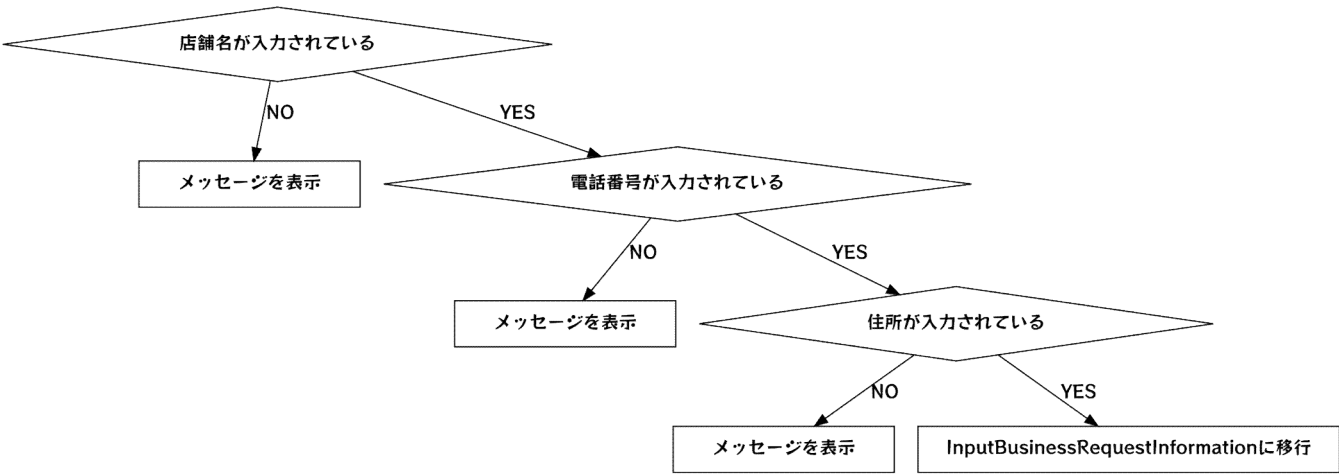 店舗名が入力されている
NO
YES
メッセージを表示
電話番号が入力されている
NO
YES
メッセージを表示
住所が入力されている
NO
YES
メッセージを表示
InputBusinessRequestInformationに移行